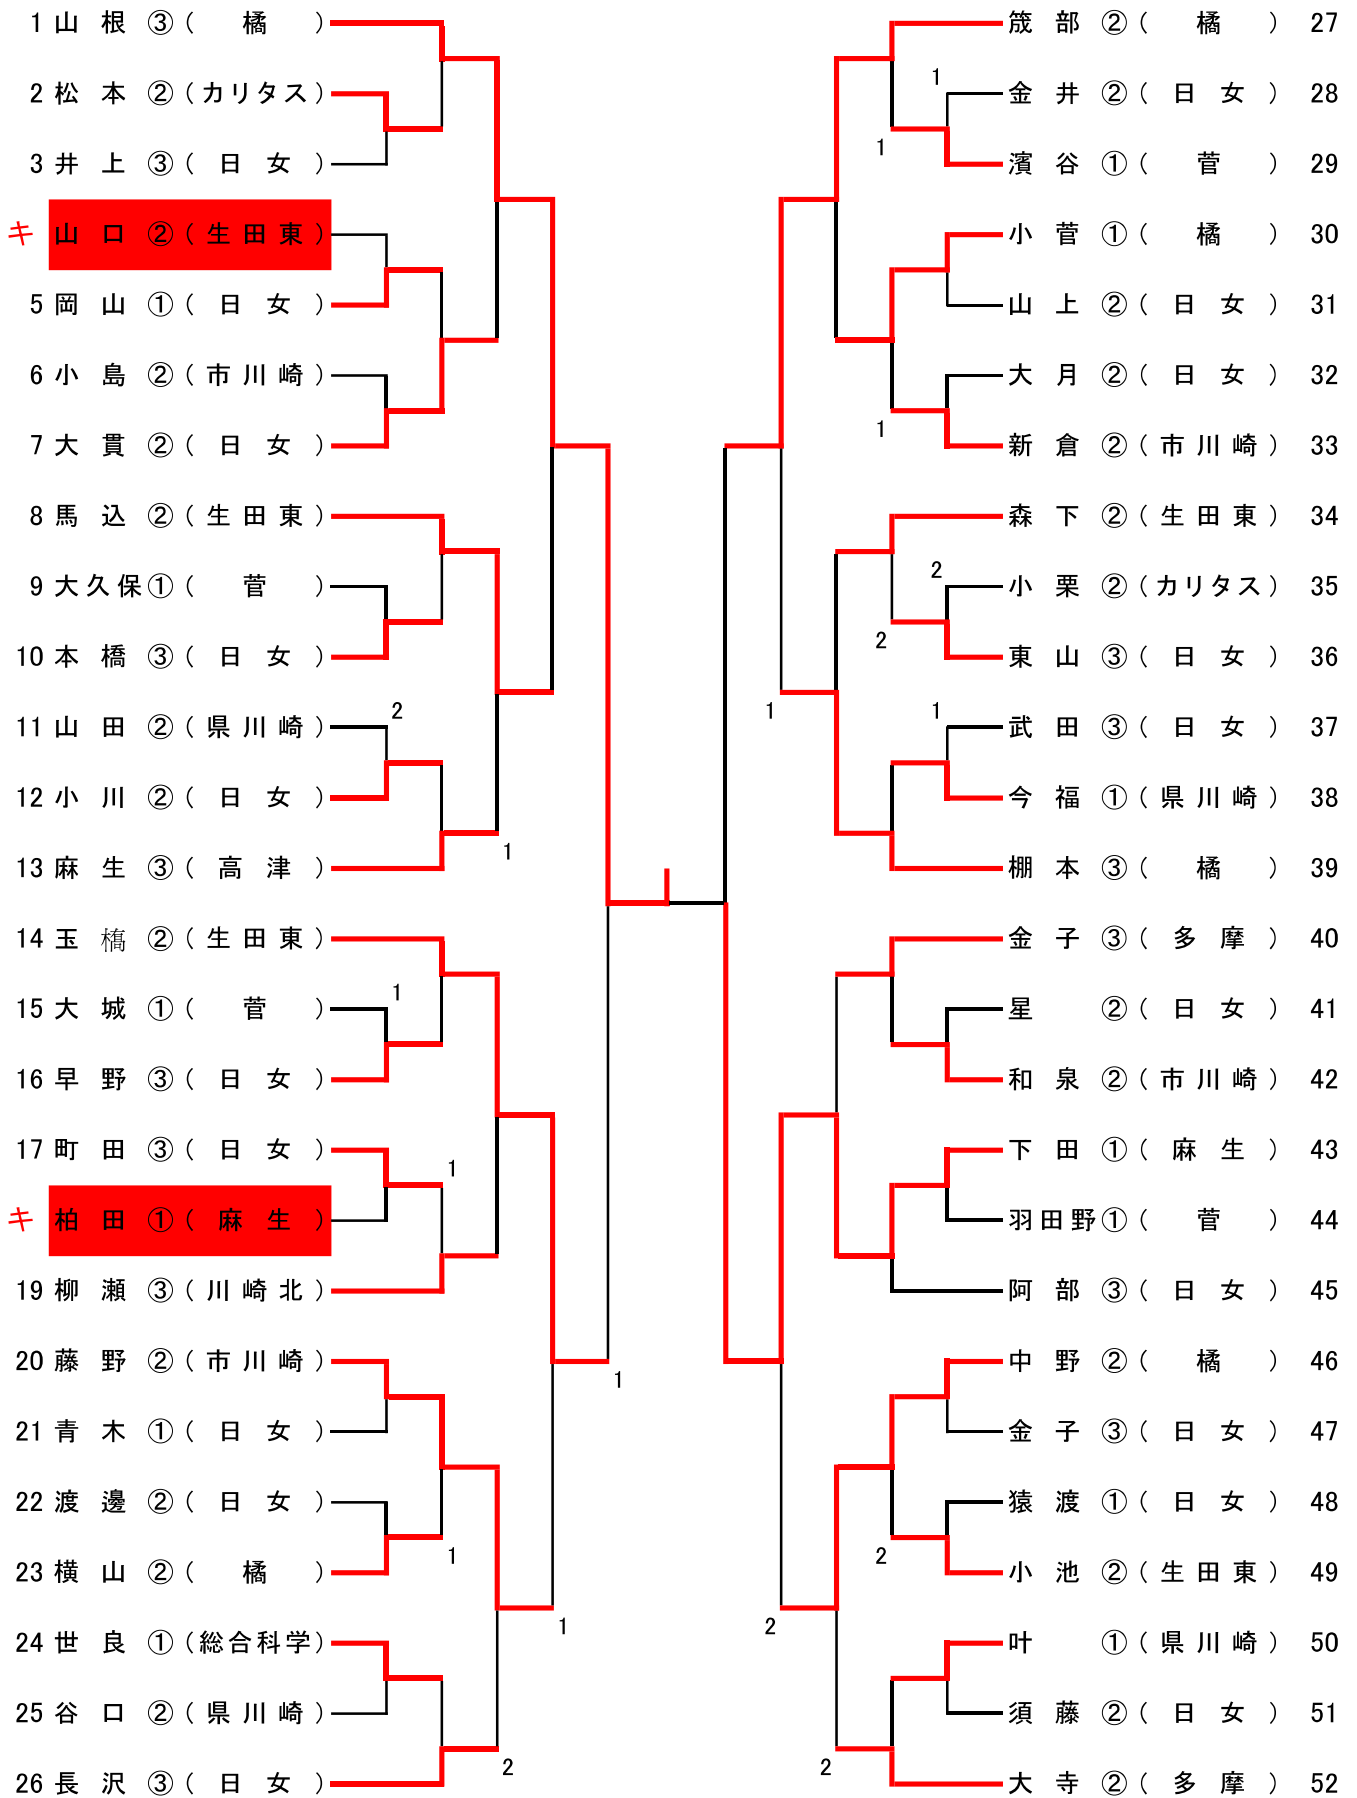 1 山根 ③ ( 橘 )
2 松本 ② (カリタス)
3 井上 ③ ( 日女 )
キ 山口 ② (生田東)
5 岡山 ① ( 日女 )
6 小島 ② (市川崎)
7 大貫 ② ( 日女 )
8 馬込 ② (生田東)
9 大久保 ① ( 菅 )
10 本橋 ③ ( 日女 )
11 山田 ② (県川崎) 2
12 小川 ② ( 日女 )
1
13 麻生 ③ ( 高津 )
14 玉槗 ② (生田東)
15 大城 ① ( 菅 ) 1
16 早野 ③ ( 日女 )
17 町田 ③ ( 日女 ) 1
キ 柏田 ① ( 麻生 )
19 柳瀬 ③ (川崎北)
20 藤野 ② (市川崎)
1
21 青木 ① ( 日女 )
22 渡邊 ② ( 日女 )
1
23 横山 ② ( 橘 )
1
24 世良 ① (総合科学)
25 谷口 ② (県川崎)
2
26 長沢 ③ ( 日女 )
筬部 ② ( 橘 ) 27
1 金井 ② ( 日女 ) 28
1
濱谷 ① ( 菅 ) 29
小菅 ① ( 橘 ) 30
山上 ② ( 日女 ) 31
大月 ② ( 日女 ) 32
1
新倉 ② (市川崎) 33
森下 ② (生田東) 34
2 小栗 ② (カリタス) 35
2
東山 ③ ( 日女 ) 36
1
1 武田 ③ ( 日女 ) 37
今福 ① (県川崎) 38
棚本 ③ ( 橘 ) 39
金子 ③ ( 多摩 ) 40
星 ② ( 日女 ) 41
和泉 ② (市川崎) 42
下田 ① ( 麻生 ) 43
羽田野 ① ( 菅 ) 44
阿部 ③ ( 日女 ) 45
中野 ② ( 橘 ) 46
金子 ③ ( 日女 ) 47
猿渡 ① ( 日女 ) 48
2
小池 ② (生田東) 49
2
叶 ① (県川崎) 50
須藤 ② ( 日女 ) 51
2
大寺 ② ( 多摩 ) 52